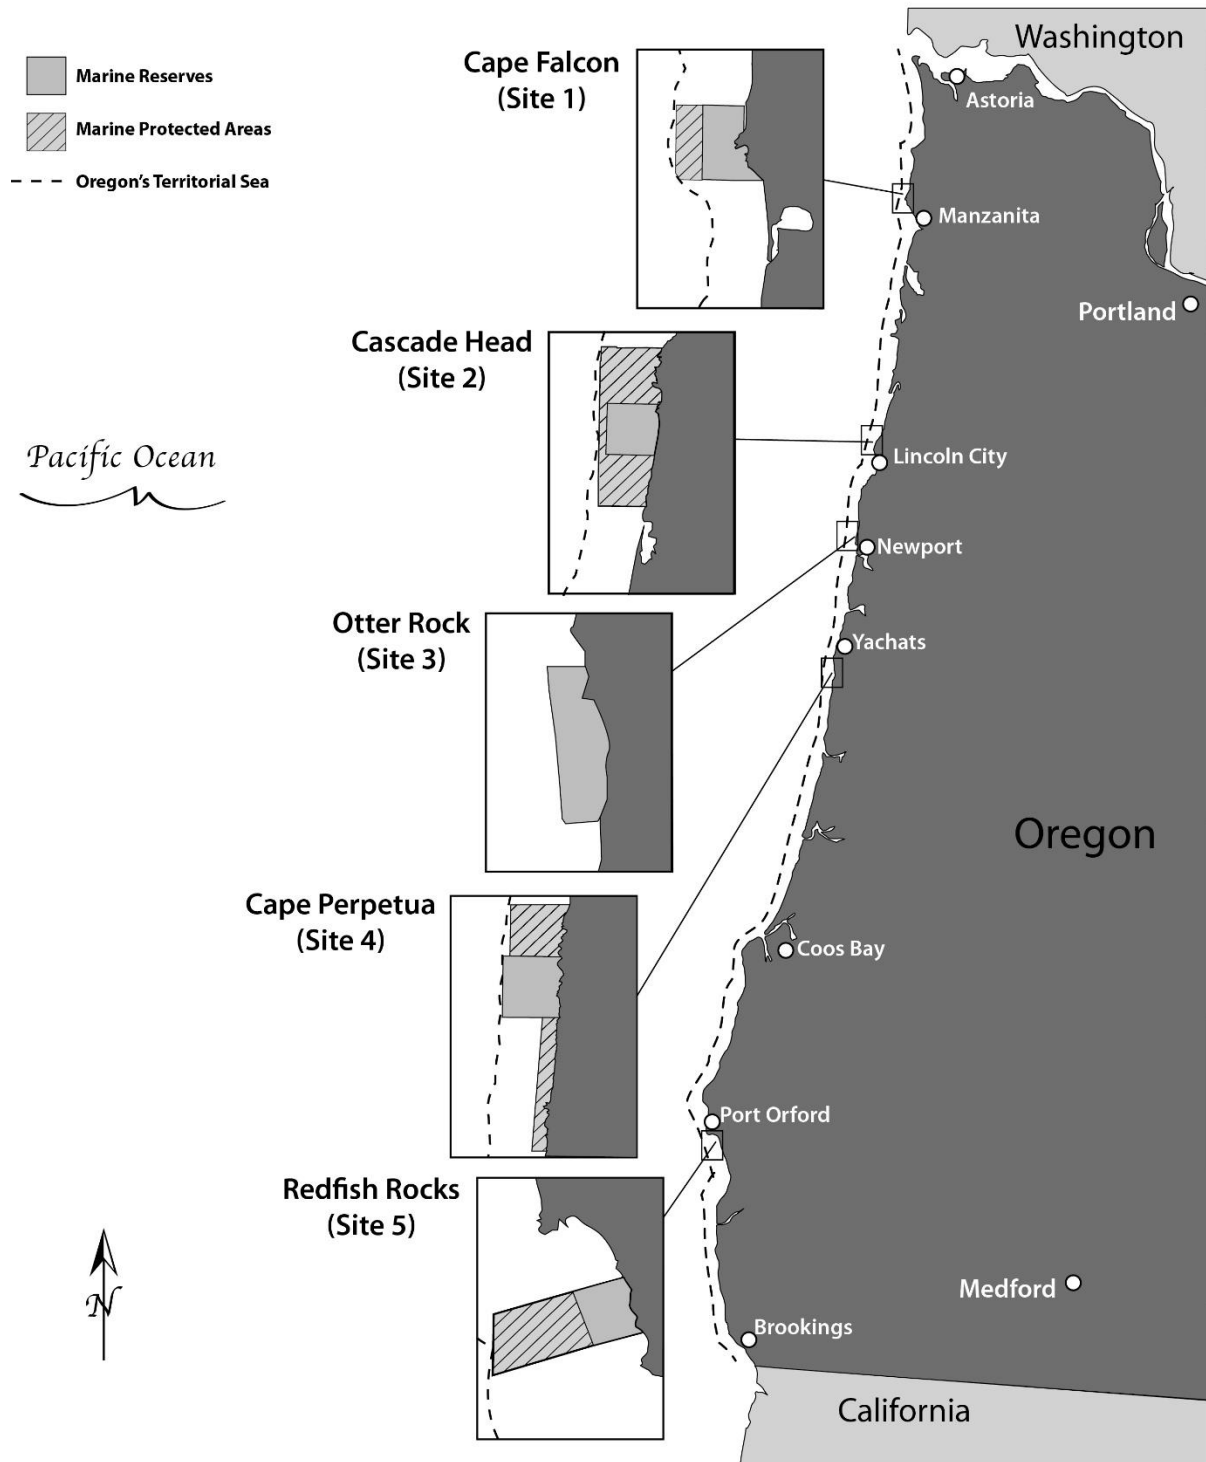 Marine Reserves
Marine Protected Areas
Oregon's Territorial Sea
Cape Falcon
(Site 1)
Cascade Head
(Site 2)
Otter Rock
(Site 3)
Cape Perpetua
(Site 4)
Redfish Rocks
(Site 5)
Pacific Ocean
N
Washington
Astoria
Manzanita
Portland
Lincoln City
Newport
Yachats
Oregon
Coos Bay
Port Orford
Medford
Brookings
California